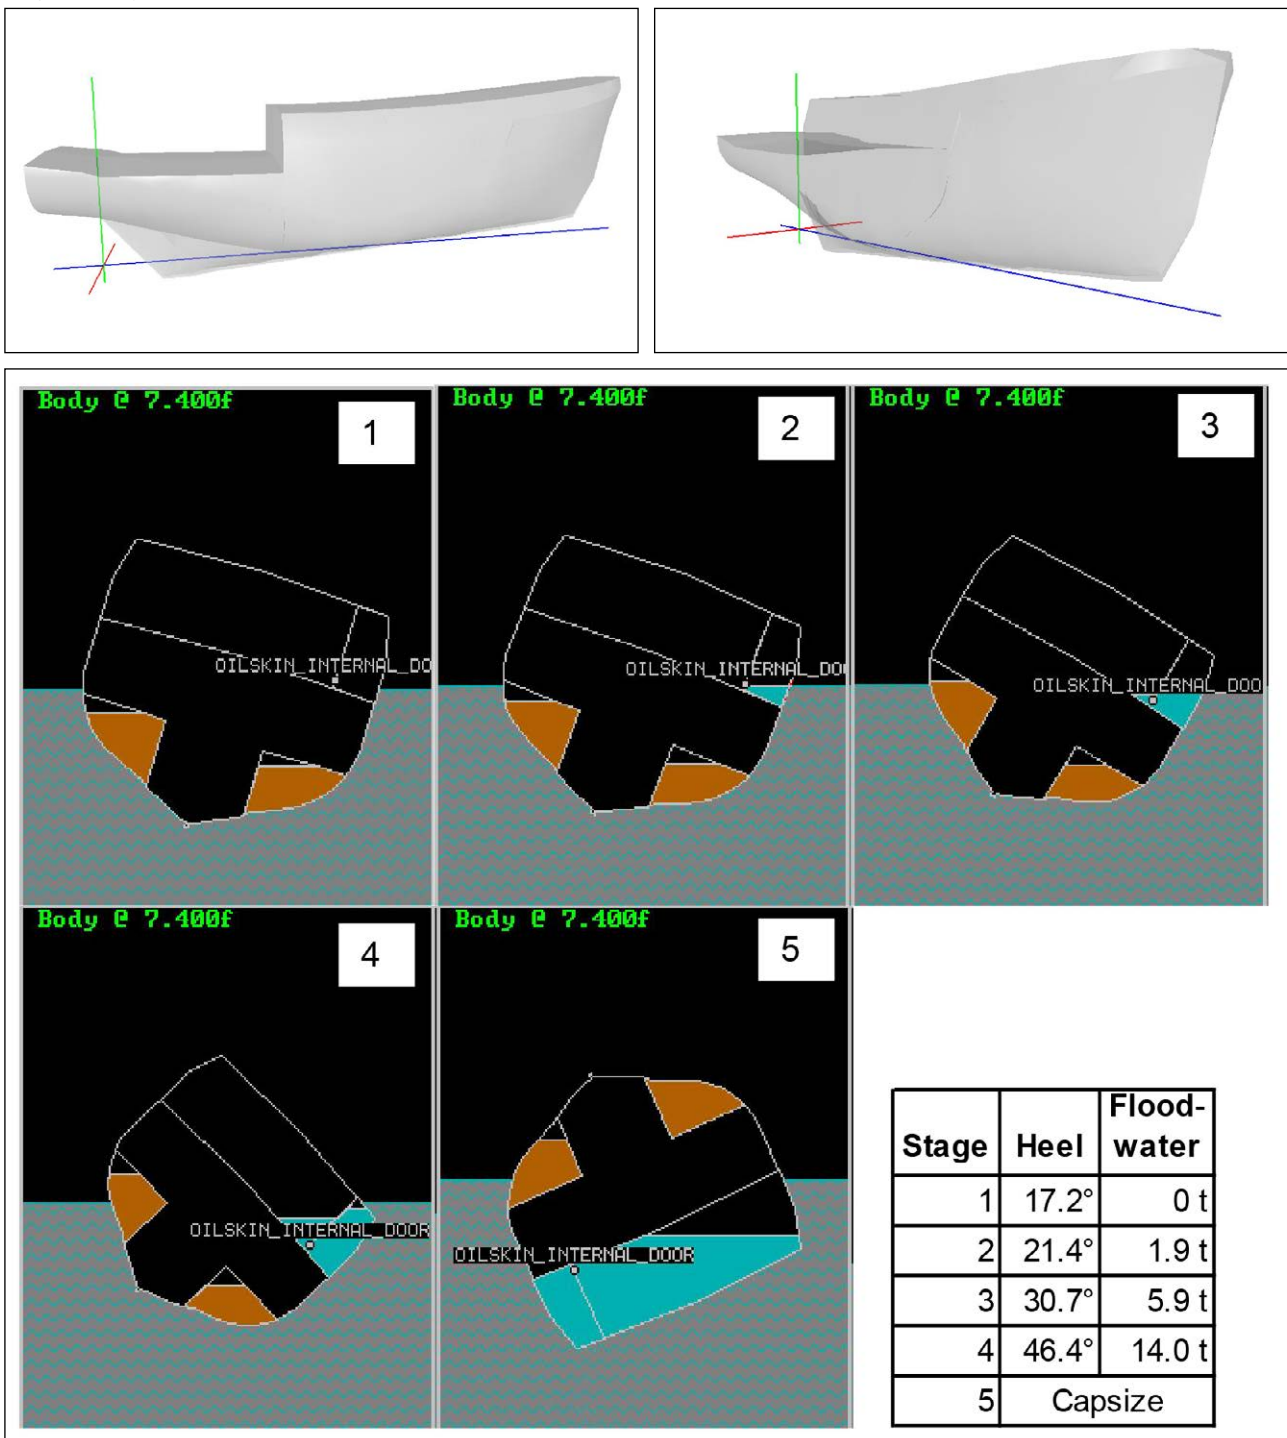 Body @ 7.400f
1
OILSKIN_INTERNAL_DO
Body @ 7.400f
2
OILSKIN_INTERNAL_DOO
Body @ 7.400f
3
OILSKIN_INTERNAL_DOO
Body @ 7.400f
4
OILSKIN_INTERNAL_DOOR
Body @ 7.400f
5
OILSKIN_INTERNAL_DOOR
Stage Heel Flood-
water
1 17.2° 0 t
2 21.4° 1.9 t
3 30.7° 5.9 t
4 46.4° 14.0 t
5 Capsize